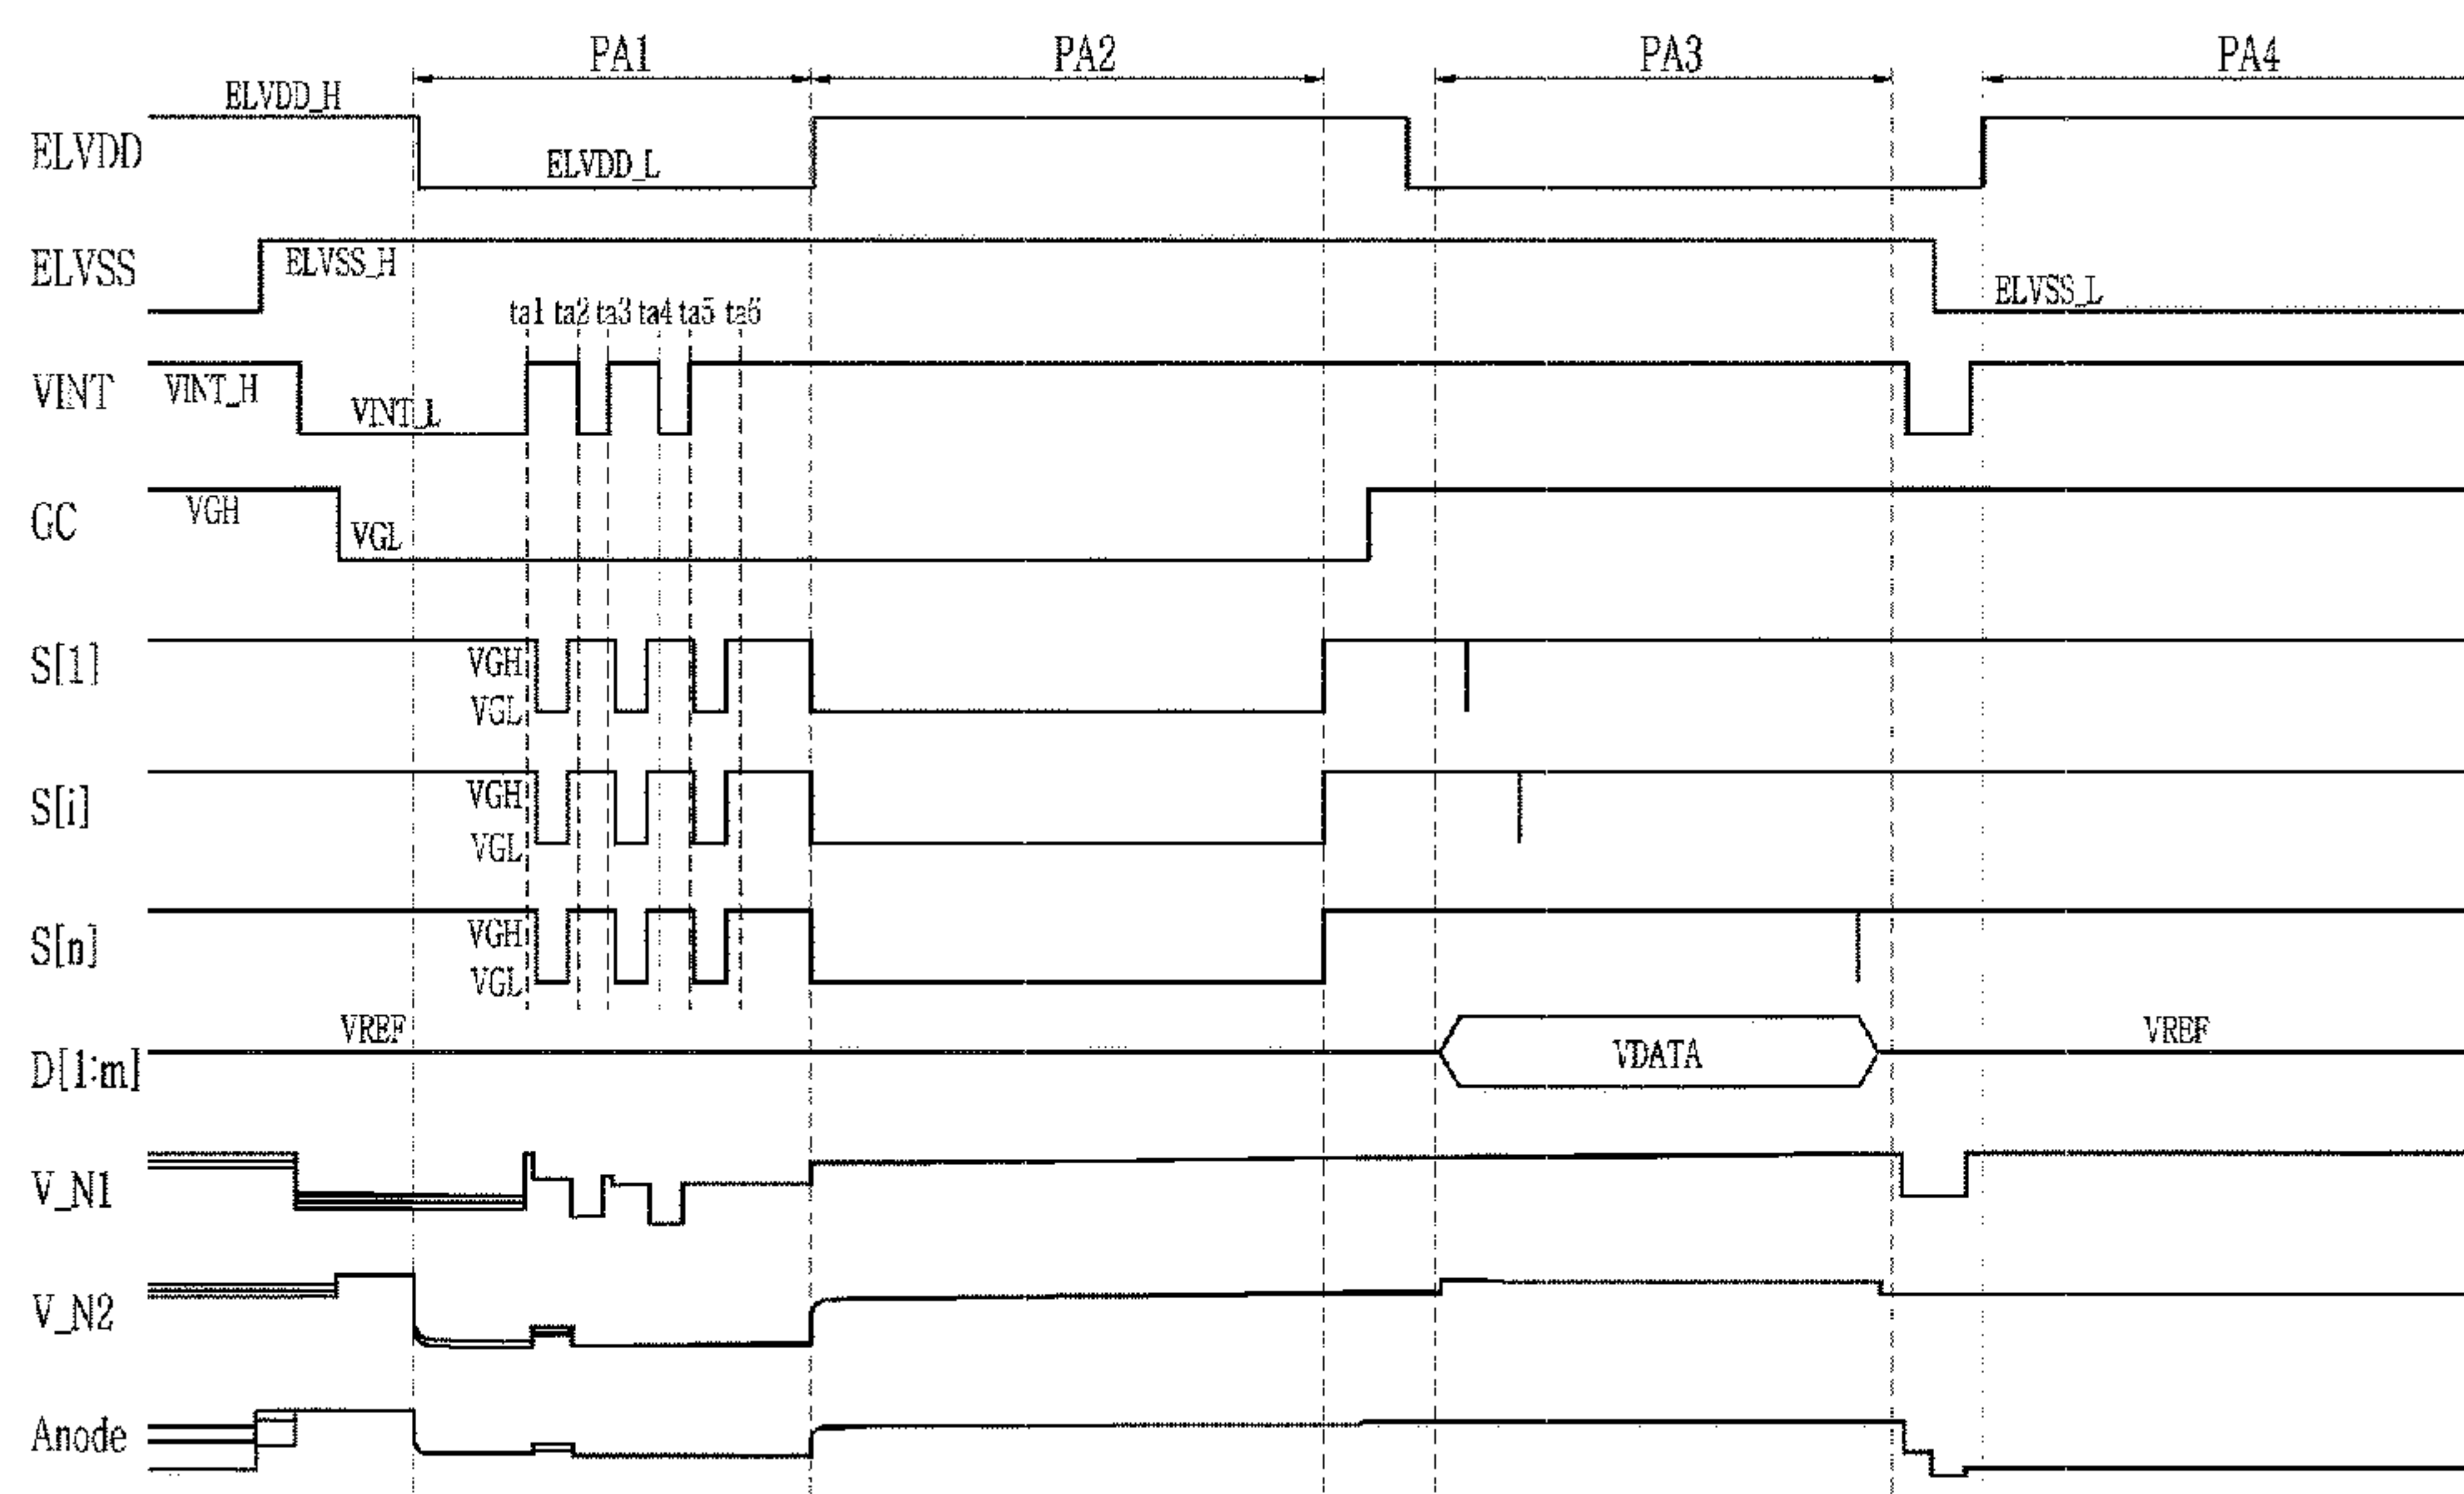 PA1 PA2 PA3 PA4
ELVDD_H
ELVDD
ELVDD_L
ELVSS
ELVSS_H
ELVSS_L
ta1 ta2 ta3 ta4 ta5 ta6
VINT
VINT_H
VINT_L
GC
VGH
VGL
S[1]
VGH
VGL
S[i]
VGH
VGL
S[n]
VGH
VGL
VREF
VREF
D[1:m]
VDATA
V_N1
V_N2
Anode